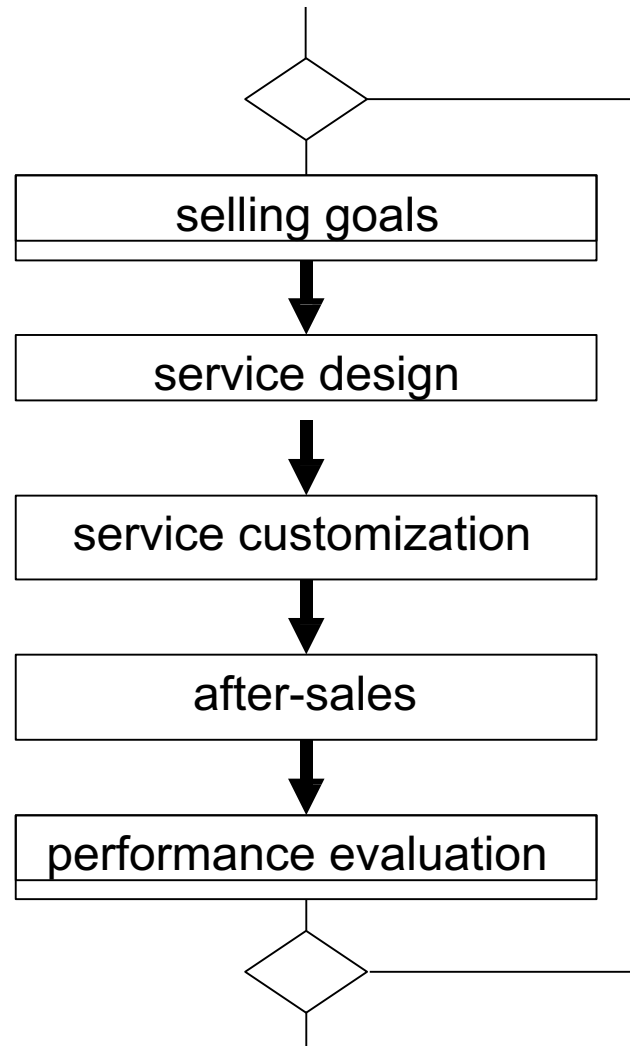 selling goals
service design
service customization
after-sales
performance evaluation